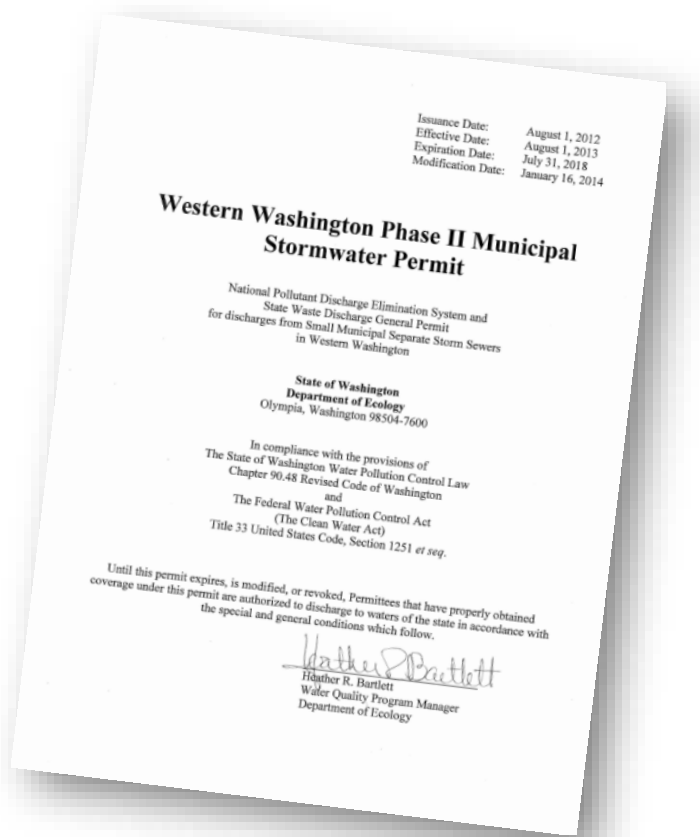 Issuance Date: August 1, 2012
Effective Date: August 1, 2013
Expiration Date: July 31, 2018
Modification Date: January 16, 2014
Western Washington Phase II Municipal
Stormwater Permit
National Pollutant Discharge Elimination System and
State Waste Discharge General Permit
for discharges from Small Municipal Separate Storm Sewers
in Western Washington
State of Washington
Department of Ecology
Olympia, Washington 98504-7600
In compliance with the provisions of
The State of Washington Water Pollution Control Law
Chapter 90.48 Revised Code of Washington
and
The Federal Water Pollution Control Act
(The Clean Water Act)
Title 33 United States Code, Section 1251 et seq.
Until this permit expires, is modified, or revoked, Permittees that have properly obtained
coverage under this permit are authorized to discharge to waters of the state in accordance with
the special and general conditions which follow.
Heather R Bartlett
Heather R. Bartlett
Water Quality Program Manager
Department of Ecology